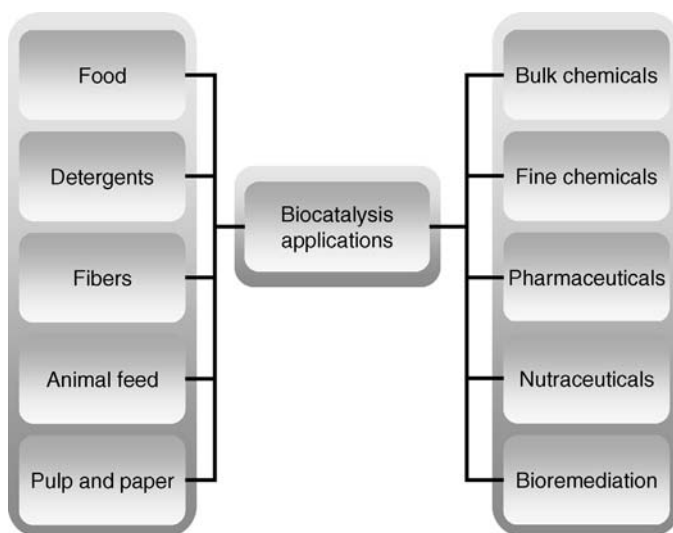 Food
Detergents
Fibers
Animal feed
Pulp and paper
Biocatalysis
applications
Bulk chemicals
Fine chemicals
Pharmaceuticals
Nutraceuticals
Bioremediation